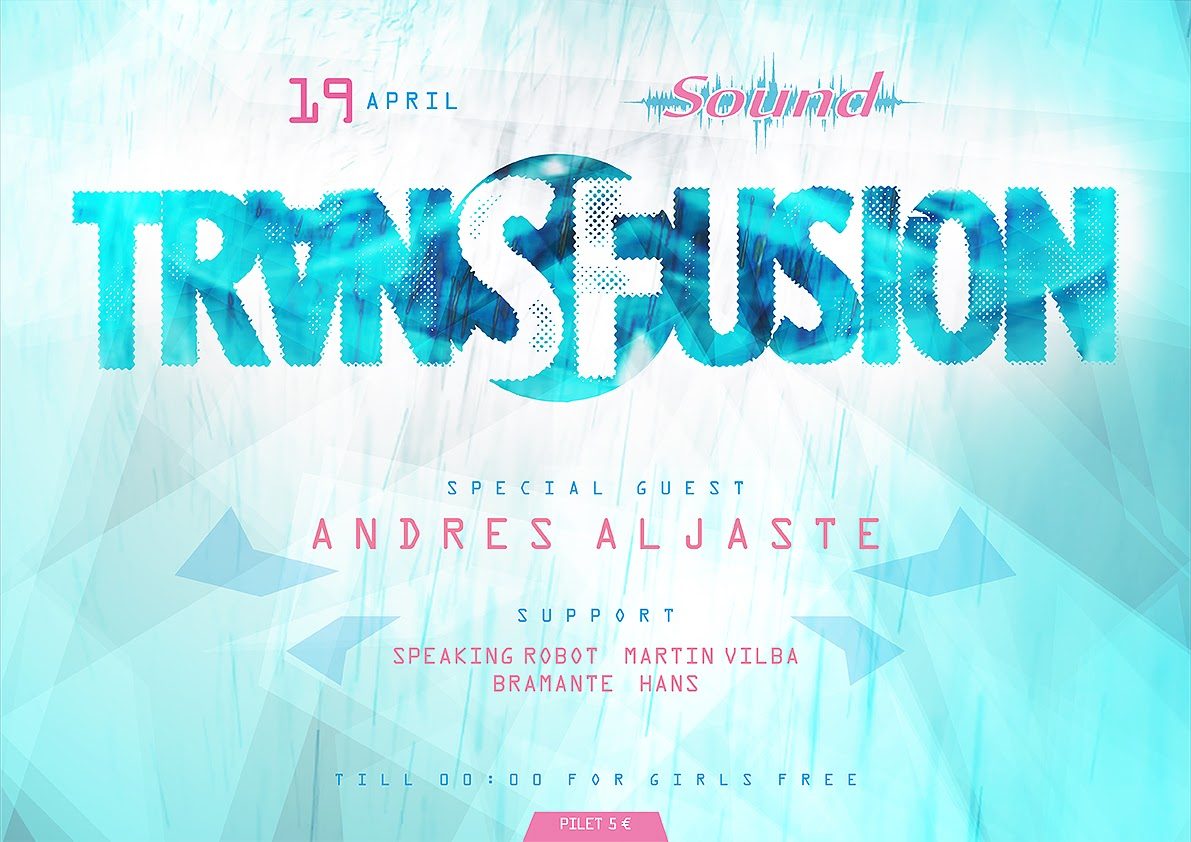 19 APRIL
Sound
TRANSFUSION
SPECIAL GUEST
ANDRES ALJASTE
SUPPORT
SPEAKING ROBOT MARTIN VILBA
BRAMANTE HANS
TILL 00:00 FOR GIRLS FREE
PILET 5 €